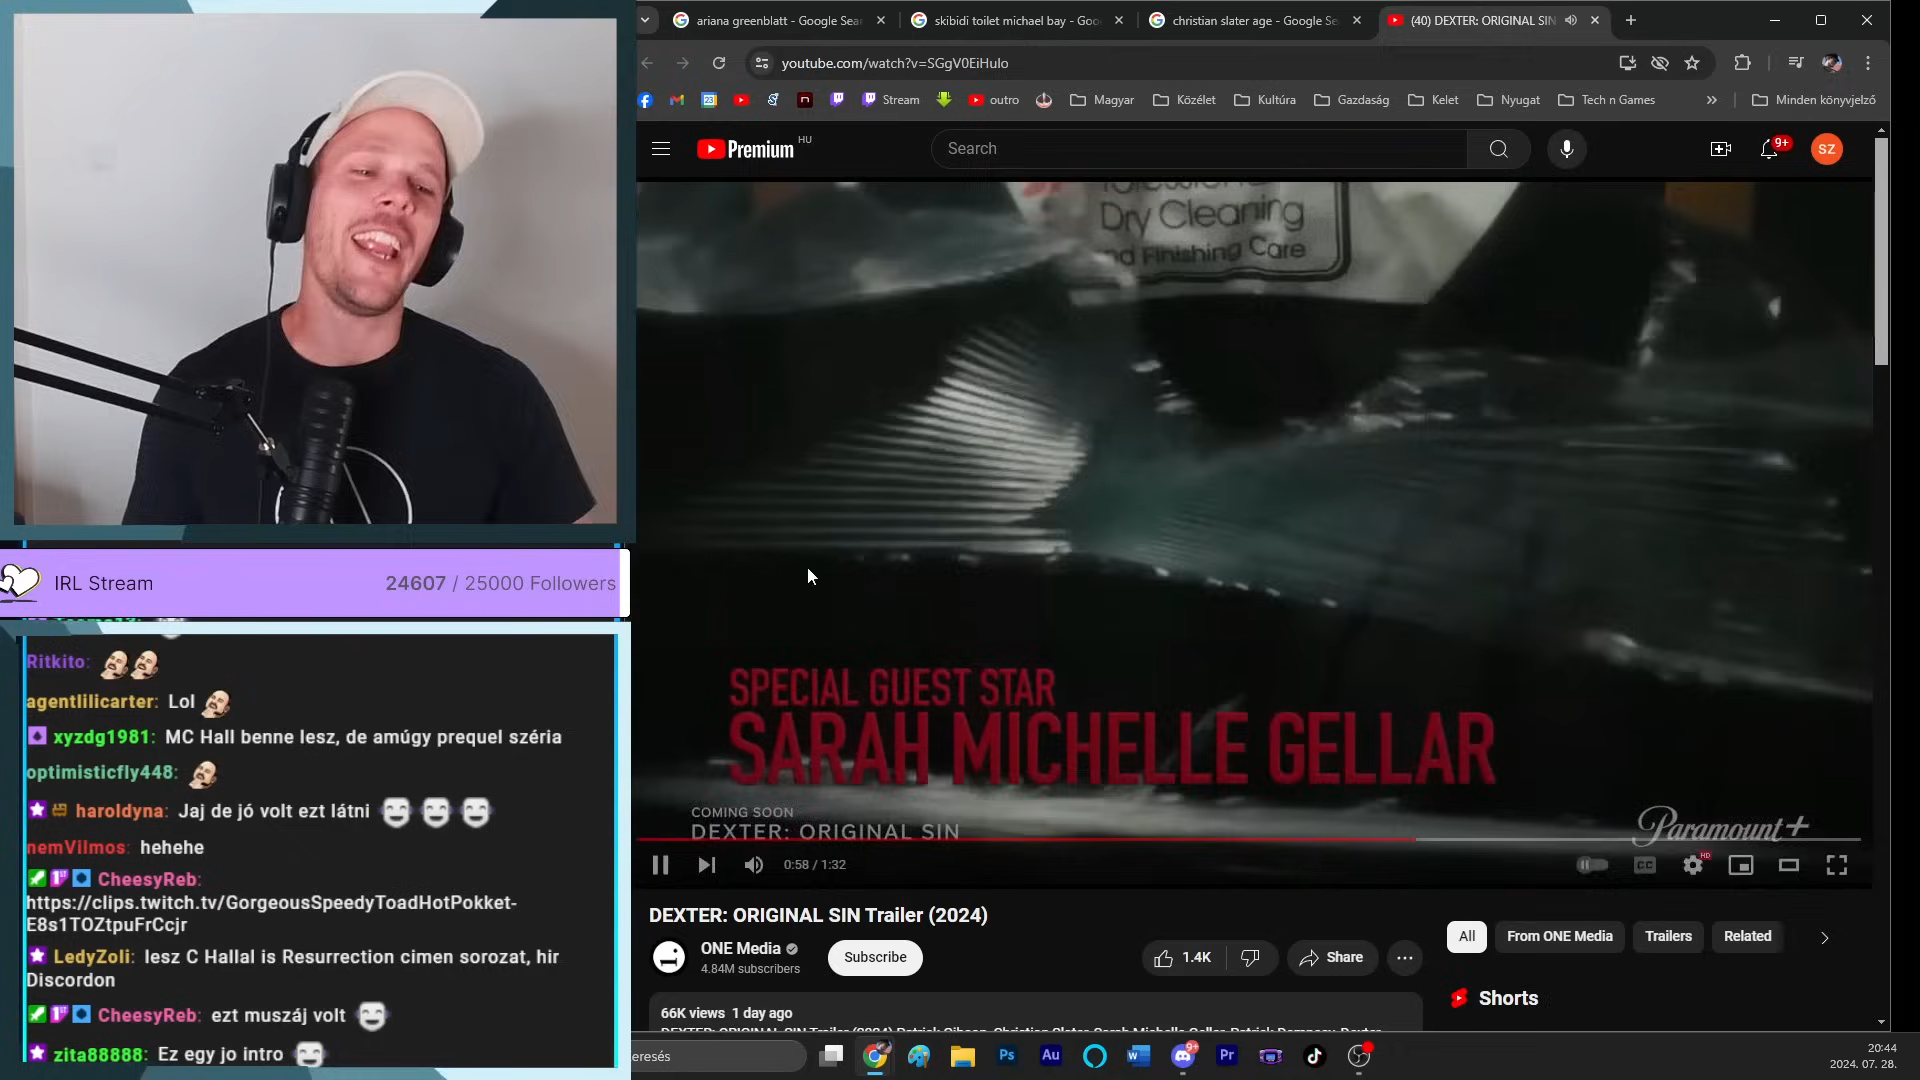 ariana greenblatt - Google Sea
skibidi toilet michael bay - Goo
christian slater age - Google Se
(40) DEXTER: ORIGINAL SIN
youtube.com/watch?v=SGgV0EiHulo
Stream
outro
Magyar
Közélet
Kultúra
Gazdaság
Kelet
Nyugat
Tech n Games
Minden könyvjelző
Premium HU
Search
9+
SZ
Dry Cleaning
and Finishing Care
SPECIAL GUEST STAR
SARAH MICHELLE GELLAR
COMING SOON
DEXTER: ORIGINAL SIN
Paramount+
0:58 / 1:32
CC
HD
DEXTER: ORIGINAL SIN Trailer (2024)
ONE Media
4.84M subscribers
Subscribe
1.4K
Share
All
From ONE Media
Trailers
Related
66K views 1 day ago
Shorts
IRL Stream
24607 / 25000 Followers
Ritkito:
agentlilicarter: Lol
xyzdg1981: MC Hall benne lesz, de amúgy prequel széria
optimisticfly448:
haroldyna: Jaj de jó volt ezt látni
nemVilmos: hehehe
CheesyReb:
https://clips.twitch.tv/GorgeousSpeedyToadHotPokket-
E8s1TOZtpuFrCcjr
LedyZoli: lesz C Hallal is Resurrection cimen sorozat, hir
Discordon
CheesyReb: ezt muszáj volt
zita88888: Ez egy jo intro
eresés
Ps
Au
9+
Pr
20:44
2024. 07. 28.